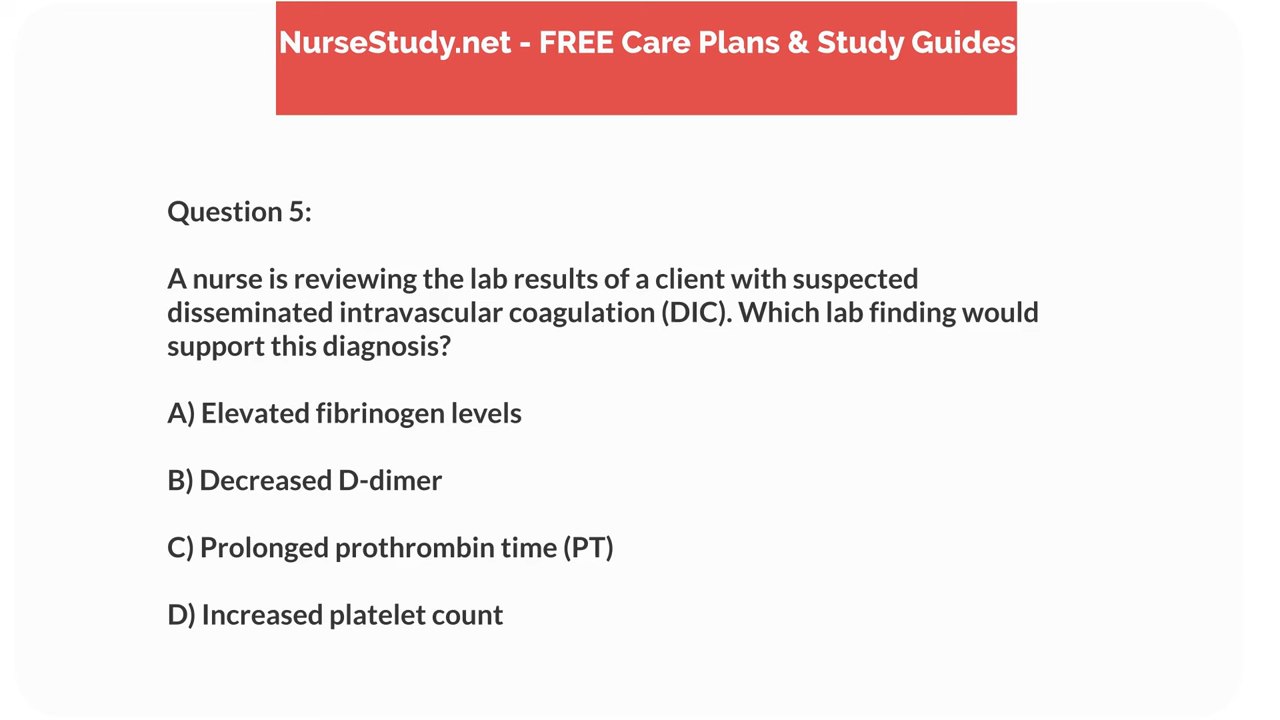 NurseStudy.net - FREE Care Plans & Study Guides
Question 5:
A nurse is reviewing the lab results of a client with suspected
disseminated intravascular coagulation (DIC). Which lab finding would
support this diagnosis?
A) Elevated fibrinogen levels
B) Decreased D-dimer
C) Prolonged prothrombin time (PT)
D) Increased platelet count